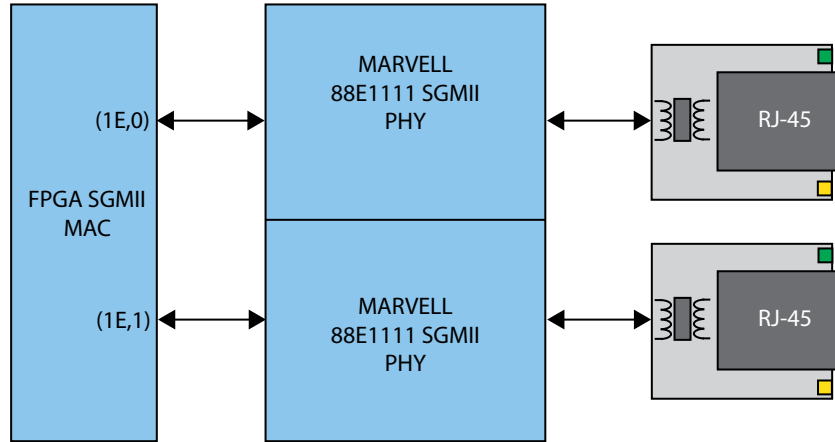 MARVELL
88E1111 SGMII
PHY
RJ-45
(1E,0)
FPGA SGMII
MAC
(1E,1)
MARVELL
88E1111 SGMII
PHY
RJ-45